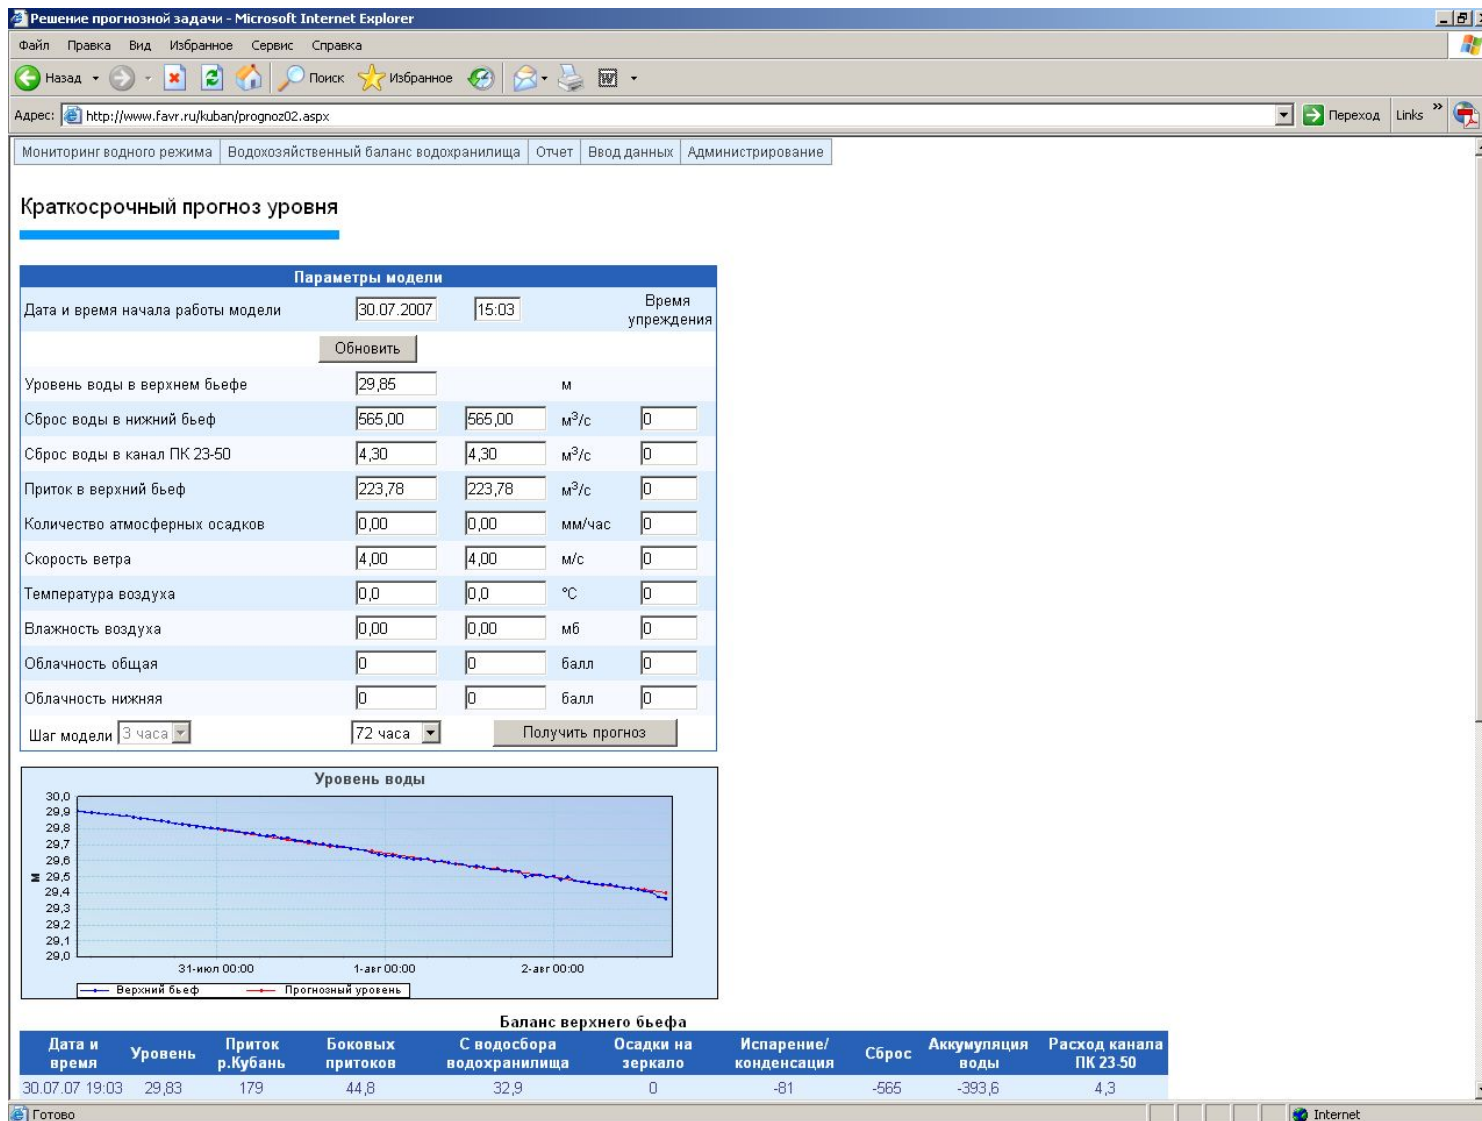 Решение прогнозной задачи - Microsoft Internet Explorer
Файл Правка Вид Избранное Сервис Справка
Назад Поиск Избранное
Адрес: http://www.favr.ru/kuban/prognoz02.aspx Переход Links »
Мониторинг водного режима Водохозяйственный баланс водохранилища Отчет Ввод данных Администрирование
Краткосрочный прогноз уровня
Параметры модели
Дата и время начала работы модели 30.07.2007 15:03 Время упреждения
Обновить
Уровень воды в верхнем бьефе 29,85 м
Сброс воды в нижний бьеф 565,00 565,00 м³/с 0
Сброс воды в канал ПК 23-50 4,30 4,30 м³/с 0
Приток в верхний бьеф 223,78 223,78 м³/с 0
Количество атмосферных осадков 0,00 0,00 мм/час 0
Скорость ветра 4,00 4,00 м/с 0
Температура воздуха 0,0 0,0 °C 0
Влажность воздуха 0,00 0,00 мб 0
Облачность общая 0 0 балл 0
Облачность нижняя 0 0 балл 0
Шаг модели 3 часа 72 часа Получить прогноз
Уровень воды
30,0
29,9
29,8
29,7
29,6
29,5
29,4
29,3
29,2
29,1
29,0
м
31-июл 00:00 1-авг 00:00 2-авг 00:00
Верхний бьеф Прогнозный уровень
Баланс верхнего бьефа
Дата и время Уровень Приток р.Кубань Боковых притоков С водосбора водохранилища Осадки на зеркало Испарение/ конденсация Сброс Аккумуляция воды Расход канала ПК 23-50
30.07.07 19:03 29,83 179 44,8 32,9 0 -81 -565 -393,6 4,3
Готово Internet